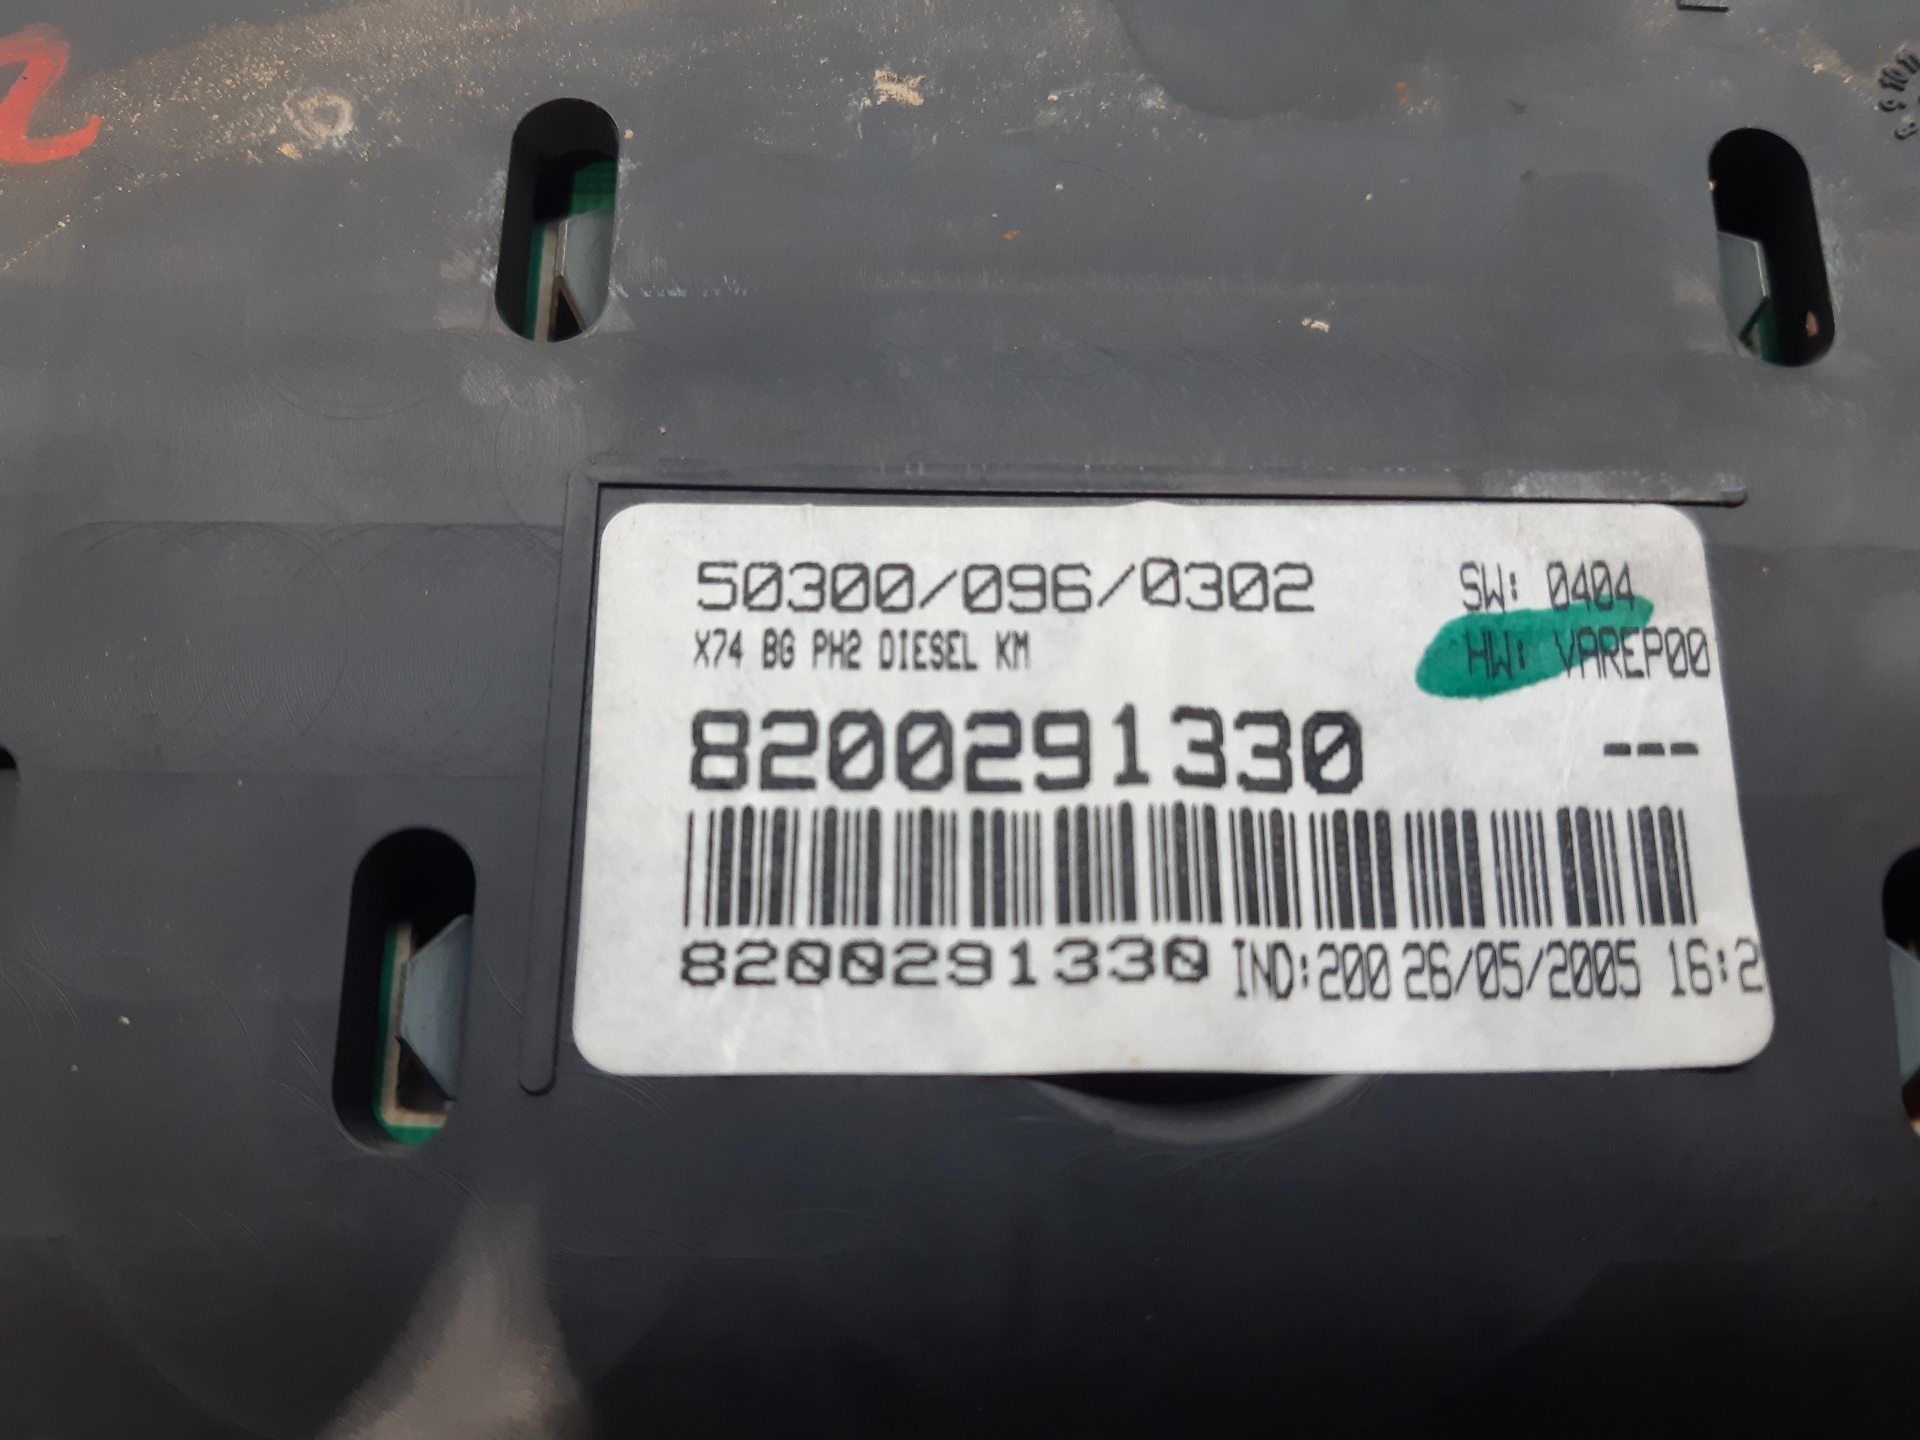 2
50300/096/0302
SW: 0404
X74 BG PH2 DIESEL KM
HW: VAREP00
8200291330
---
8200291330 IND:200 26/05/2005 16:2